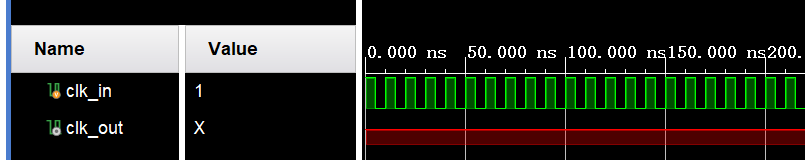 Name Value
0.000 ns 50.000 ns 100.000 ns 150.000 ns 200.
clk_in 1
clk_out X